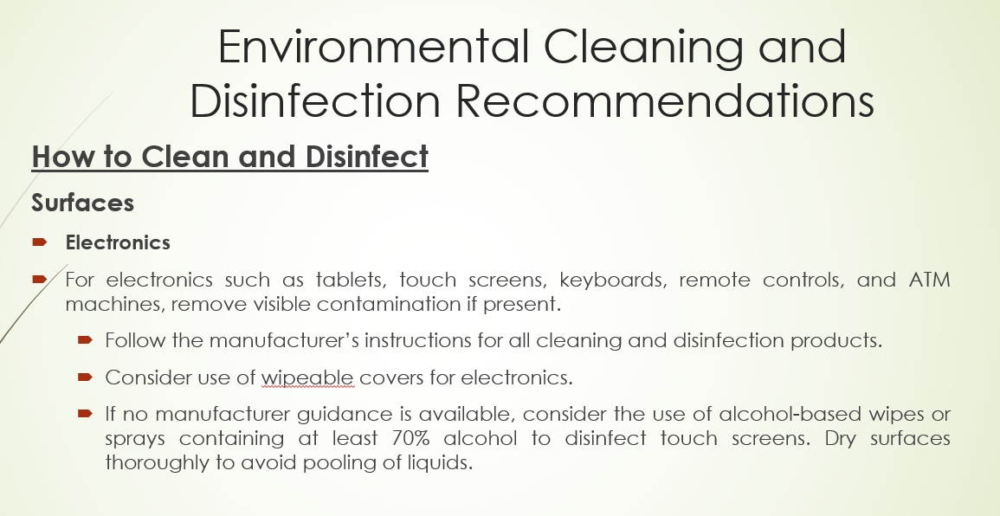 Environmental Cleaning and
Disinfection Recommendations
How to Clean and Disinfect
Surfaces
Electronics
For electronics such as tablets, touch screens, keyboards, remote controls, and ATM
machines, remove visible contamination if present.
Follow the manufacturer’s instructions for all cleaning and disinfection products.
Consider use of wipeable covers for electronics.
If no manufacturer guidance is available, consider the use of alcohol-based wipes or
sprays containing at least 70% alcohol to disinfect touch screens. Dry surfaces
thoroughly to avoid pooling of liquids.